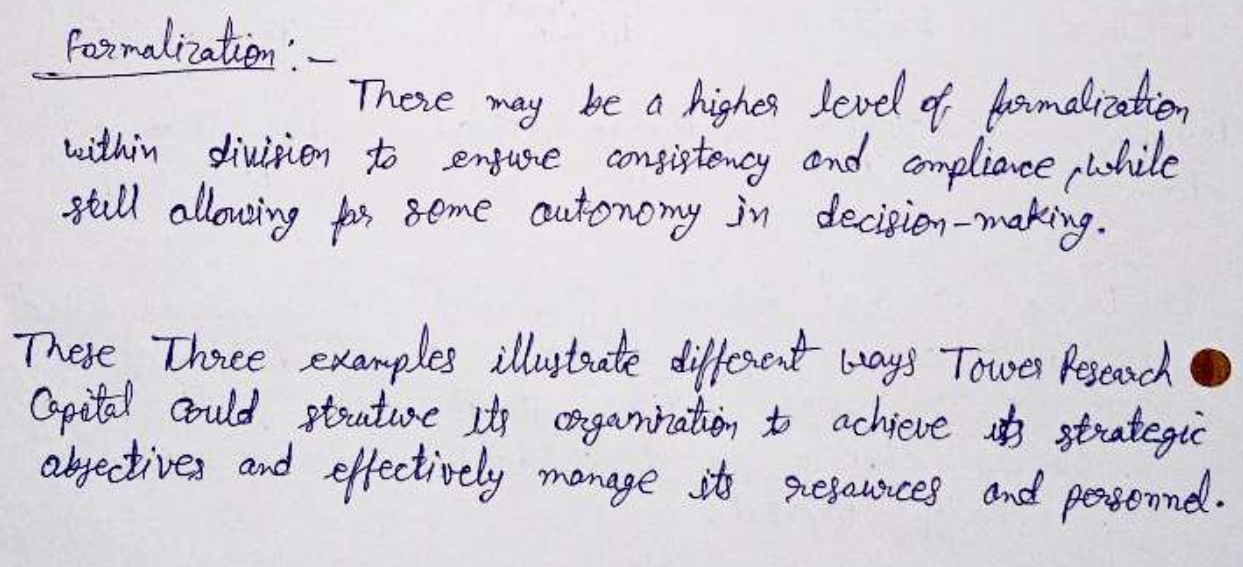 Formalization:-
There may be a higher level of formalization
within division to ensure consistency and compliance, while
still allowing for some autonomy in decision-making.
These Three examples illustrate different ways Tower Research
Capital could struture its organization to achieve its strategic
objectives and effectively manage its resources and personnel.